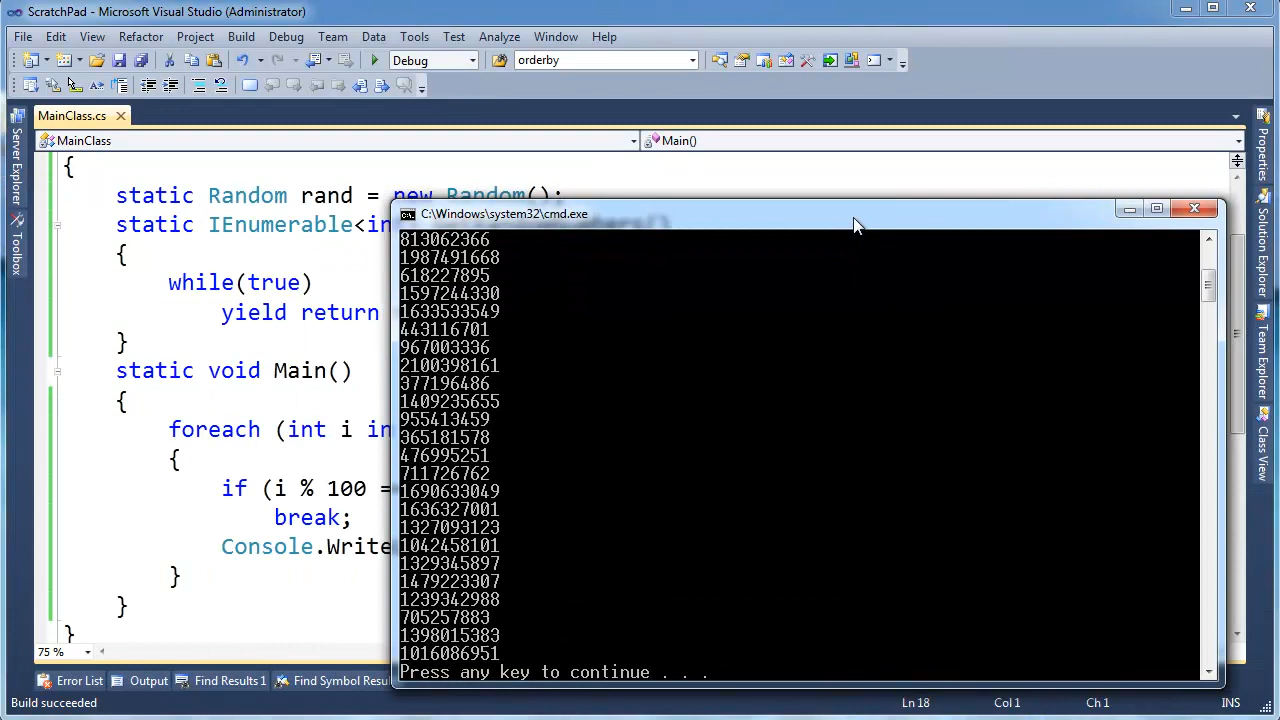 ScratchPad - Microsoft Visual Studio (Administrator)
File Edit View Refactor Project Build Debug Team Data Tools Test Analyze Window Help
Debug orderby
MainClass.cs
MainClass Main()
Server Explorer
Toolbox
{
static Random rand = new Random();
static IEnumerable<in
{
while(true)
yield return
}
static void Main()
{
foreach (int i in
{
if (i % 100 =
break;
Console.Write
}
}
}
C:\Windows\system32\cmd.exe
813062366
1987491668
618227895
1597244330
1633533549
443116701
967003336
2100398161
377196486
1409235655
955413459
365181578
476995251
711726762
1690633049
1636327001
1327093123
1042458101
1329345897
1479223307
1239342988
705257883
1398015383
1016086951
Press any key to continue . . .
Properties
Solution Explorer
Team Explorer
Class View
75 %
Error List Output Find Results 1 Find Symbol Resu
Build succeeded Ln 18 Col 1 Ch 1 INS